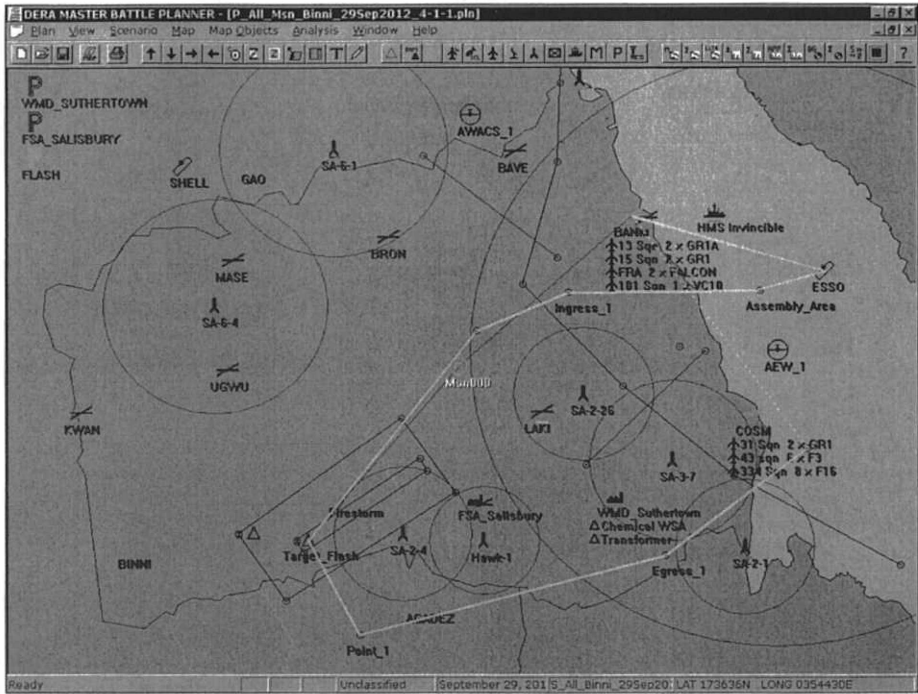 DERA MASTER BATTLE PLANNER - [P_All_Msn_Binni_29Sep2012_4-1-1.pln]
Plan View Scenario Map Map Objects Analysis Window Help
P
WMD_SUTHERTOWN
P
FSA_SALISBURY
FLASH
SHELL
GAO
SA-6-1
AWACS_1
BAVE
BRON
MASE
SA-6-4
UGWU
KWAN
HMS Invincible
13 Sqn 2 x GR1A
15 Sqn 2 x GR1
FRA 2 x FALCON
101 Sqn 1 x VC10
ESSO
Assembly_Area
Ingress_1
AEW_1
Msn000
LAKI
SA-2-26
COSM
31 Sqn 2 x GR1
43 sqn 6 x F3
334 Sqn 8 x F16
SA-3-7
WMD_Suthertown
Chemical WSA
Transformer
FSA_Salisbury
Firestorm
Target_Flash
SA-2-4
Hawk-1
SA-2-1
Egress_1
BINNI
AGADEZ
Point_1
Ready
Unclassified
September 29, 201
S_All_Binni_29Sep20
LAT 173636N LONG 0354430E